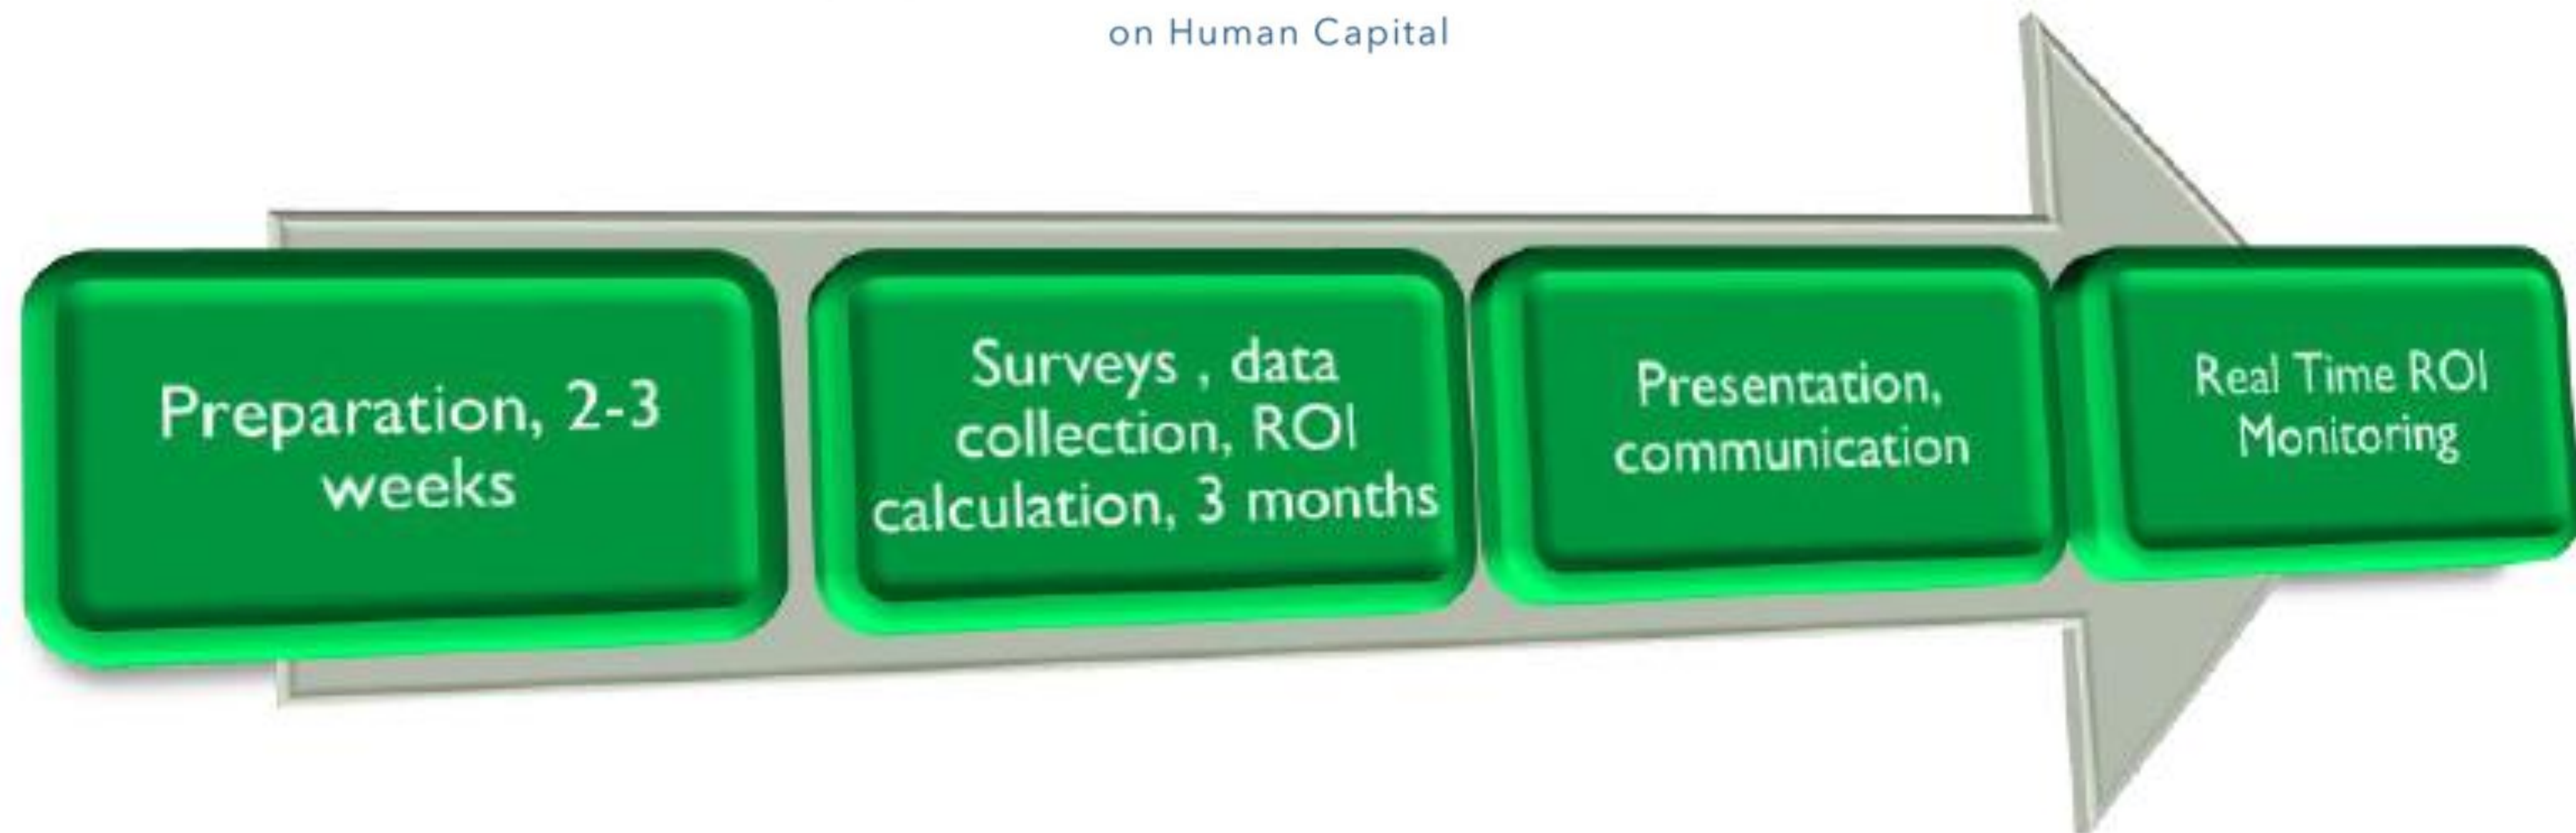 on Human Capital
Preparation, 2-3
weeks
Surveys , data
collection, ROI
calculation, 3 months
Presentation,
communication
Real Time ROI
Monitoring